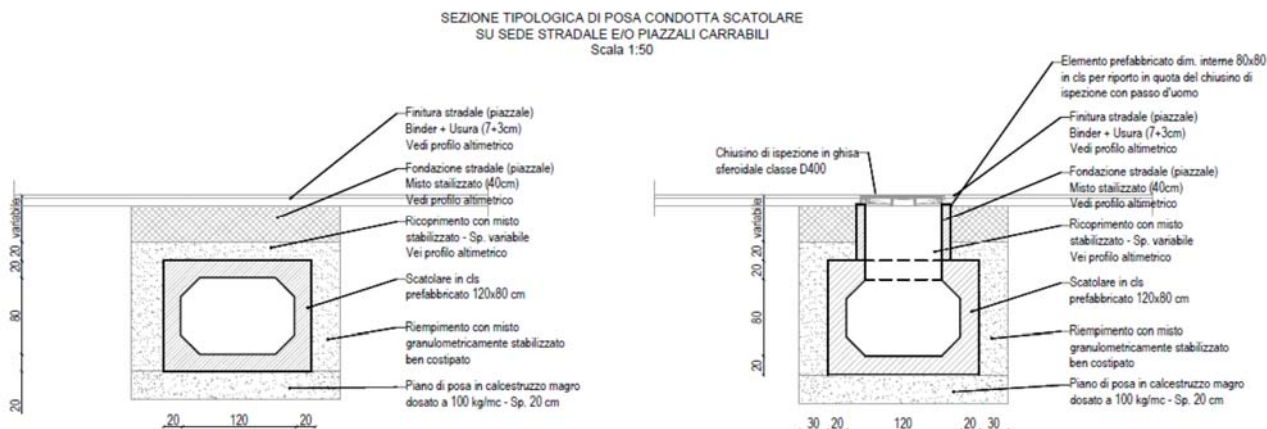 SEZIONE TIPOLOGICA DI POSA CONDOTTA SCATOLARE
SU SEDE STRADALE E/O PIAZZALI CARRABILI
Scala 1:50
Finitura stradale (piazzale)
Binder + Usura (7+3cm)
Vedi profilo altimetrico
Fondazione stradale (piazzale)
Misto stailizzato (40cm)
Vedi profilo altimetrico
Ricoprimento con misto
stabilizzato - Sp. variabile
Vei profilo altimetrico
Scatolare in cls
prefabbricato 120x80 cm
Riempimento con misto
granulometricamente stabilizzato
ben costipato
Piano di posa in calcestruzzo magro
dosato a 100 kg/mc - Sp. 20 cm
variabile
20
20
80
20
20
120
20
Elemento prefabbricato dim. interne 80x80
in cls per riporto in quota del chiusino di
ispezione con passo d'uomo
Finitura stradale (piazzale)
Binder + Usura (7+3cm)
Vedi profilo altimetrico
Chiusino di ispezione in ghisa
sferoidale classe D400
Fondazione stradale (piazzale)
Misto stailizzato (40cm)
Vedi profilo altimetrico
Ricoprimento con misto
stabilizzato - Sp. variabile
Vei profilo altimetrico
Scatolare in cls
prefabbricato 120x80 cm
Riempimento con misto
granulometricamente stabilizzato
ben costipato
Piano di posa in calcestruzzo magro
dosato a 100 kg/mc - Sp. 20 cm
variabile
20
20
80
20
30
20
120
20
30